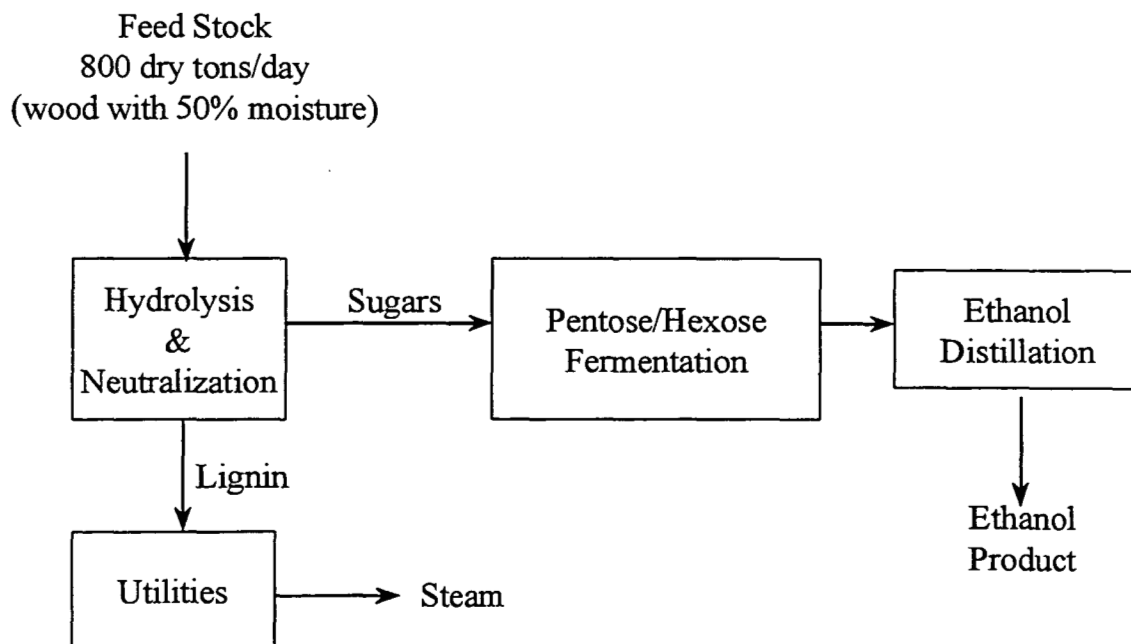 Feed Stock
800 dry tons/day
(wood with 50% moisture)
Hydrolysis
&
Neutralization
Sugars
Pentose/Hexose
Fermentation
Ethanol
Distillation
Lignin
Ethanol
Product
Utilities
Steam